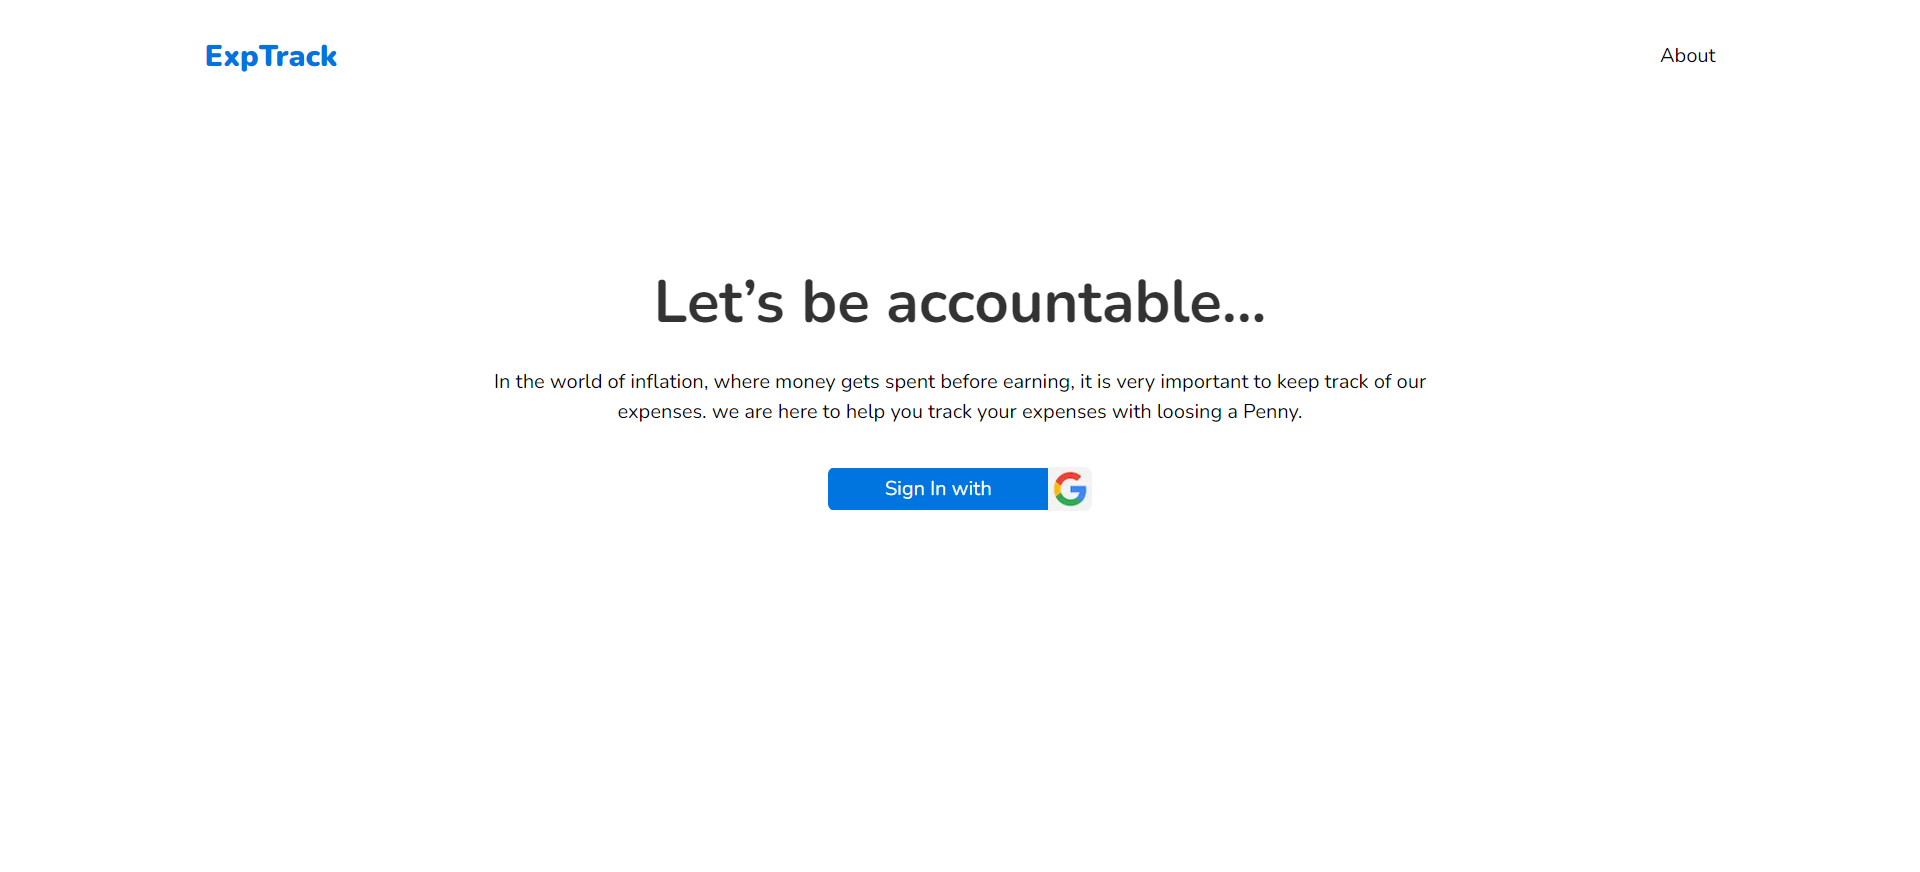 ExpTrack
About
Let’s be accountable...
In the world of inflation, where money gets spent before earning, it is very important to keep track of our
expenses. we are here to help you track your expenses with loosing a Penny.
Sign In with